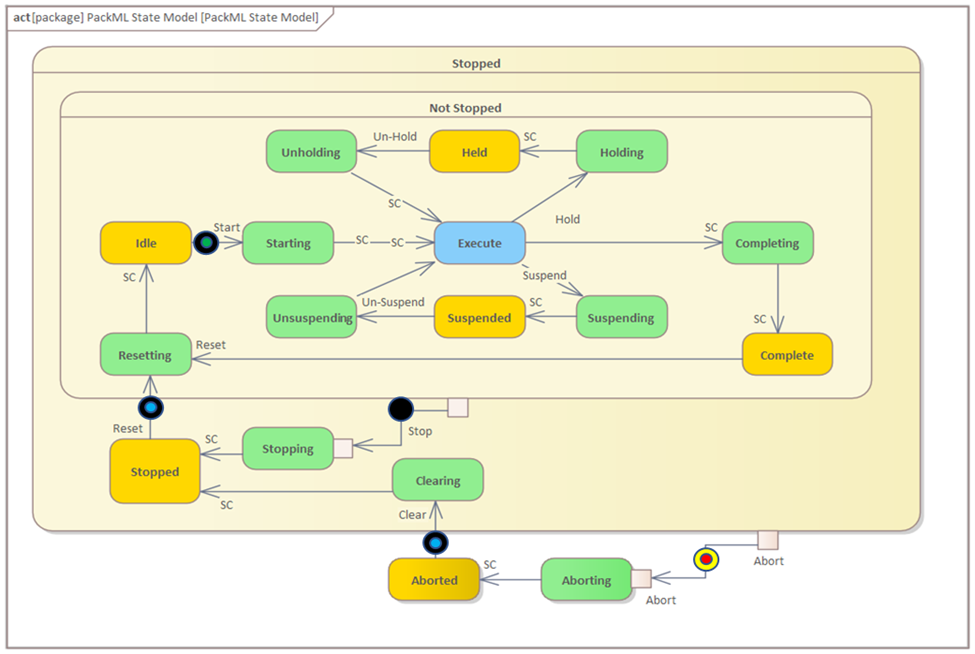 act [package] PackML State Model [PackML State Model]
Stopped
Not Stopped
Unholding
Un-Hold
Held
SC
Holding
SC
Hold
Idle
Start
Starting
SC
SC
Execute
SC
Completing
SC
Suspend
Un-Suspend
SC
Unsuspending
Suspended
Suspending
SC
Resetting
Reset
Complete
Reset
Stop
SC
Stopping
Stopped
Clearing
SC
Clear
Aborted
SC
Aborting
Abort
Abort